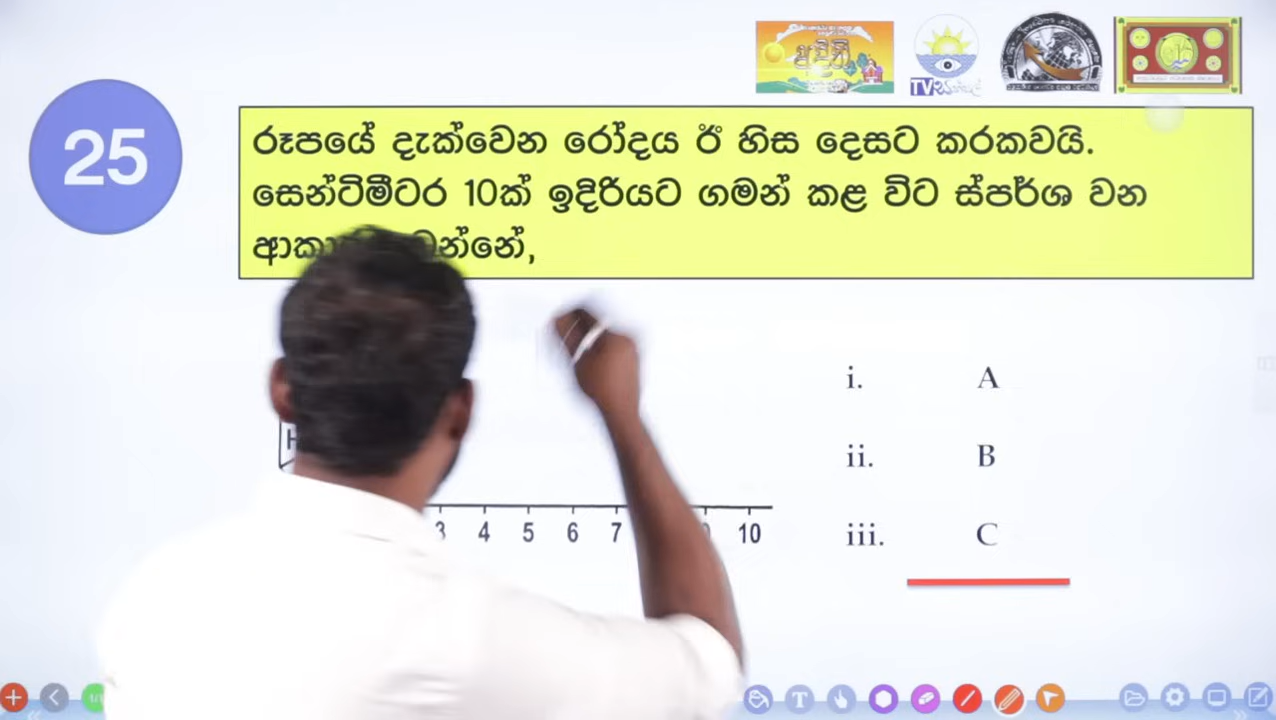 25
රූපයේ දැක්වෙන රෝදය ඊ හිස දෙසට කරකවයි.
සෙන්ටිමීටර 10ක් ඉදිරියට ගමන් කළ විට ස්පර්ශ වන
i. A
ii. B
H
3 4 5 6 7 10
iii. C